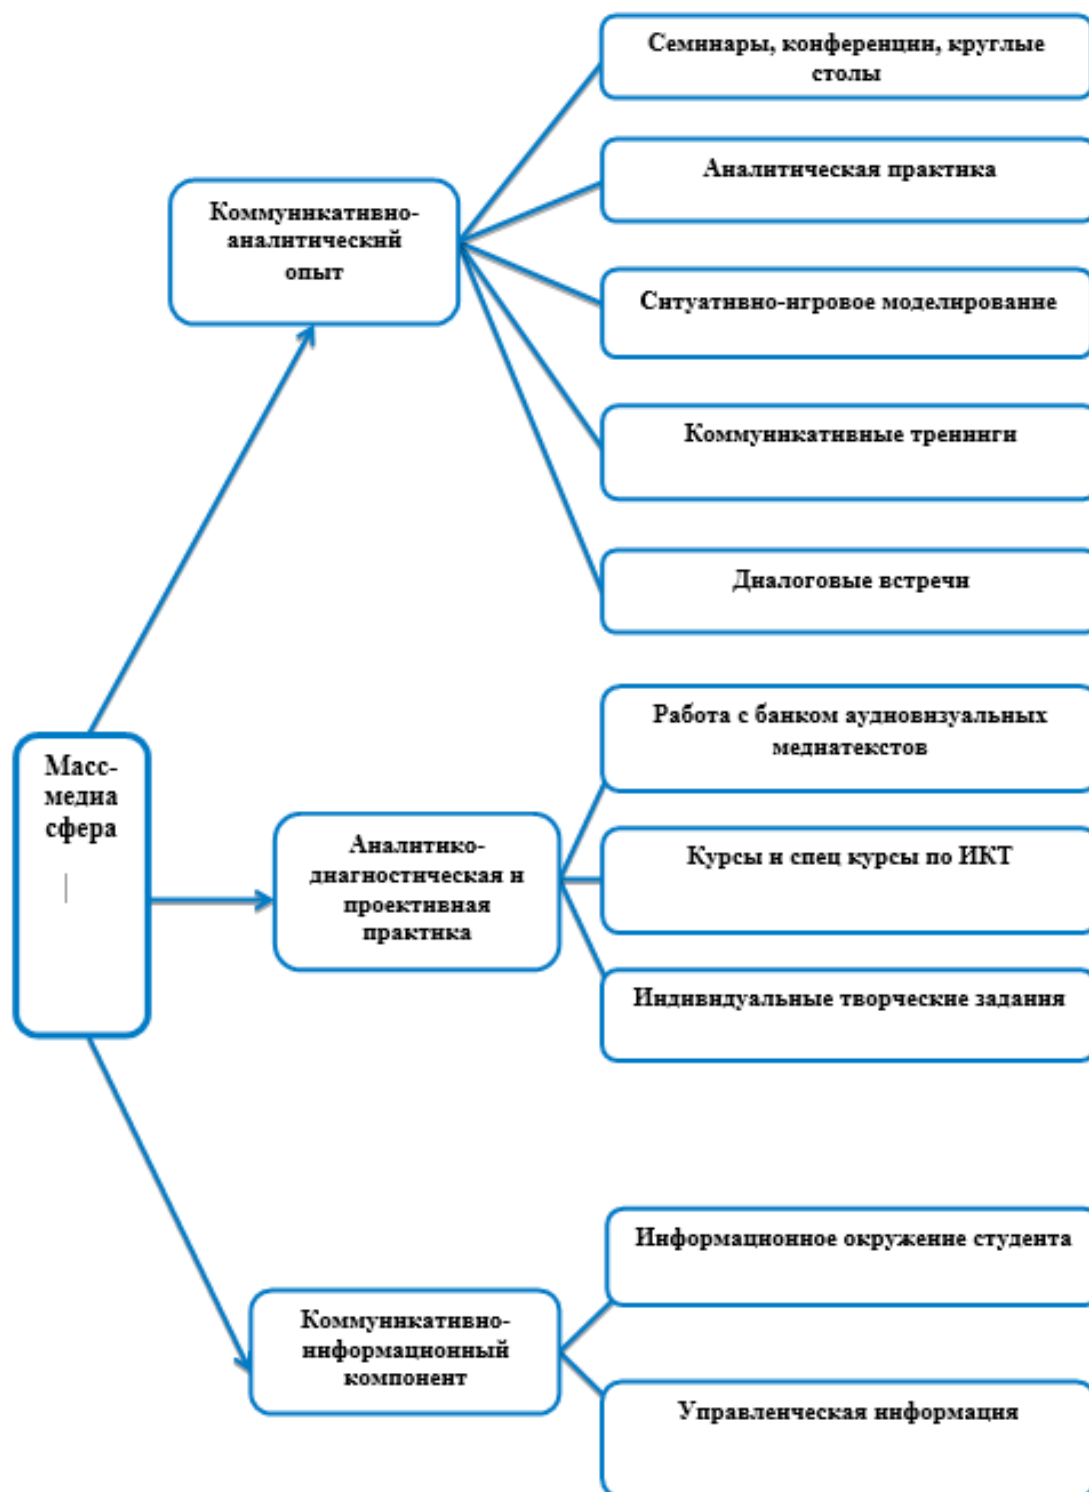 Семинары, конференции, круглые
столы
Аналитическая практика
Коммуникативно-
аналитический
опыт
Ситуативно-игровое моделирование
Коммуникативные тренинги
Диалоговые встречи
Работа с банком аудиовизуальных
медиатекстов
Масс-
медиа
сфера
Аналитико-
диагностическая и
проективная
практика
Курсы и спец курсы по ИКТ
Индивидуальные творческие задания
Информационное окружение студента
Коммуникативно-
информационный
компонент
Управленческая информация